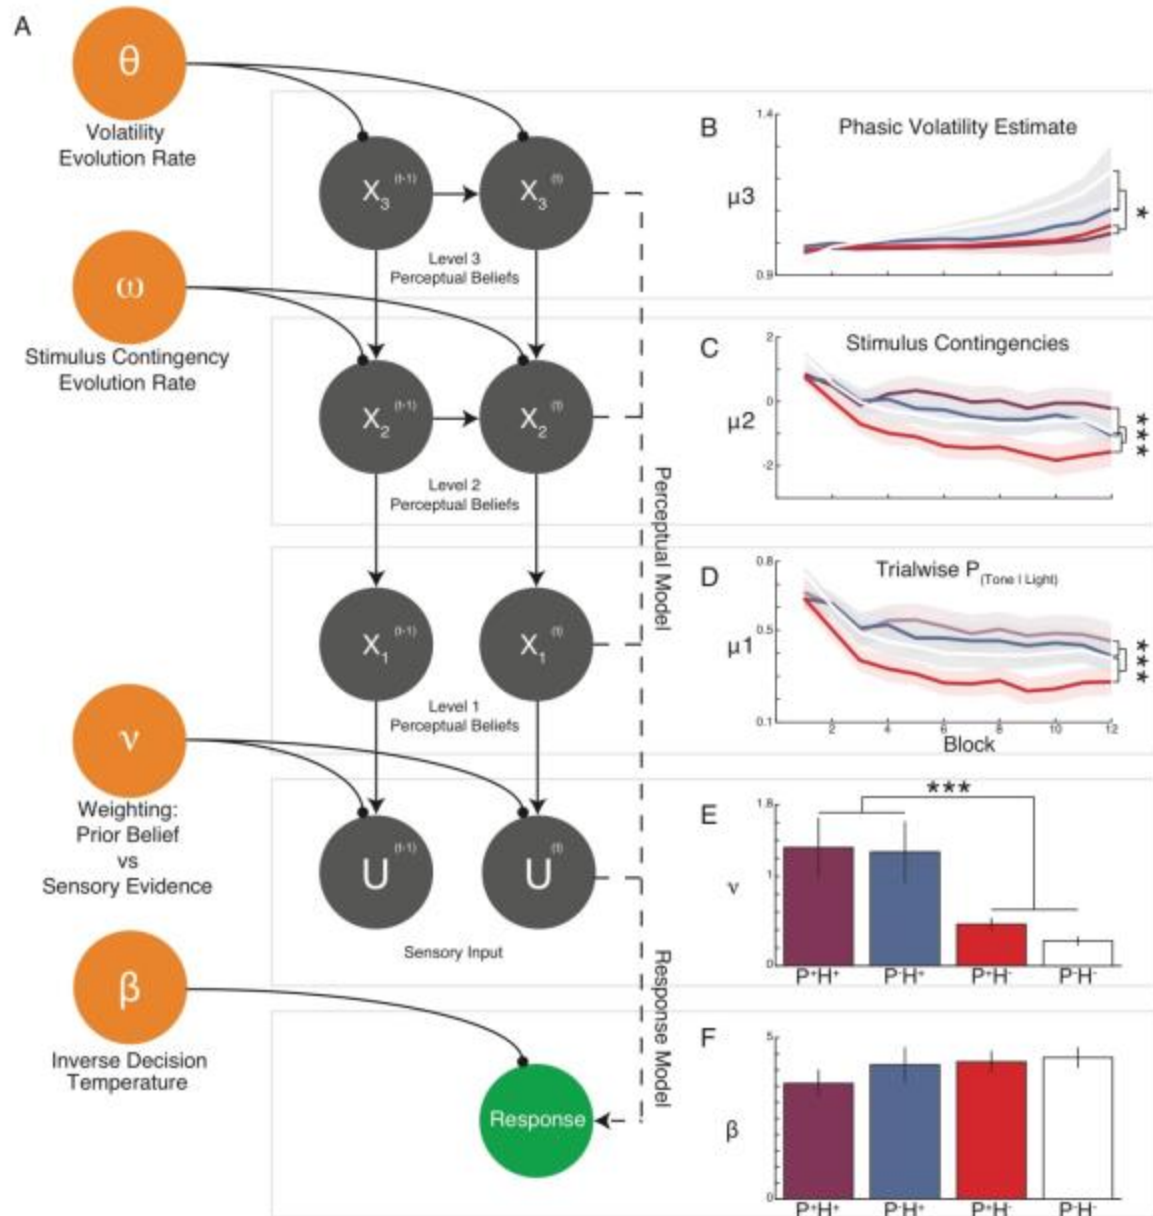 A
θ
Volatility
Evolution Rate
X3 (t-1)
X3 (t)
Level 3
Perceptual Beliefs
B
Phasic Volatility Estimate
1.4
μ3
0.9
*
ω
Stimulus Contingency
Evolution Rate
X2 (t-1)
X2 (t)
Level 2
Perceptual Beliefs
C
Stimulus Contingencies
2
0
-2
μ2
***
Perceptual Model
X1 (t-1)
X1 (t)
Level 1
Perceptual Beliefs
D
Trialwise P(Tone I Light)
0.8
0.5
0.1
μ1
***
2 4 6 8 10 12
Block
ν
Weighting:
Prior Belief
vs
Sensory Evidence
U (t-1)
U (t)
Sensory Input
E
***
1.8
1
0
ν
P+H+ P-H+ P+H- P-H-
Response Model
β
Inverse Decision
Temperature
Response
F
5
0
β
P+H+ P-H+ P+H- P-H-